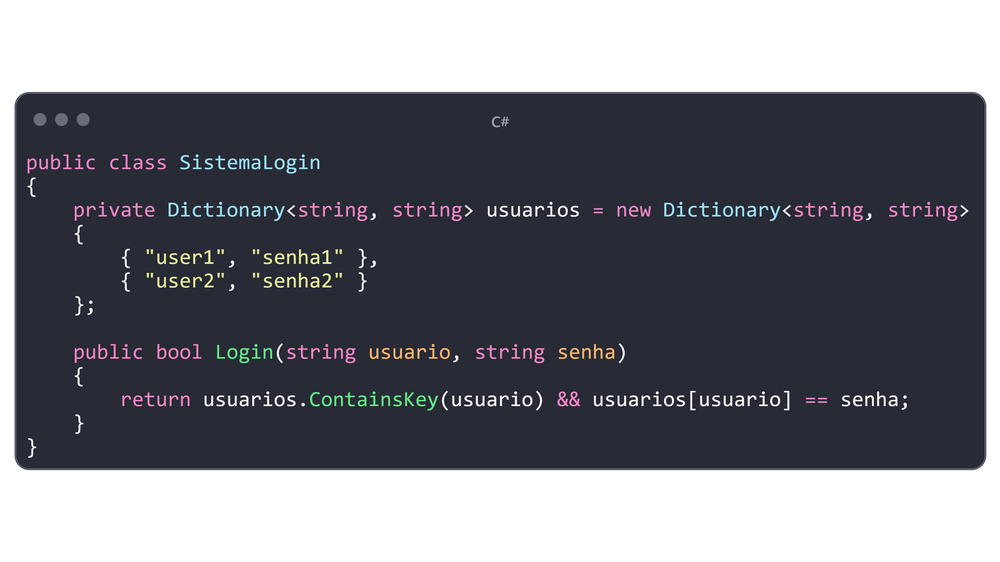 C#
public class SistemaLogin
{
    private Dictionary<string, string> usuarios = new Dictionary<string, string>
    {
        { "user1", "senha1" },
        { "user2", "senha2" }
    };

    public bool Login(string usuario, string senha)
    {
        return usuarios.ContainsKey(usuario) && usuarios[usuario] == senha;
    }
}